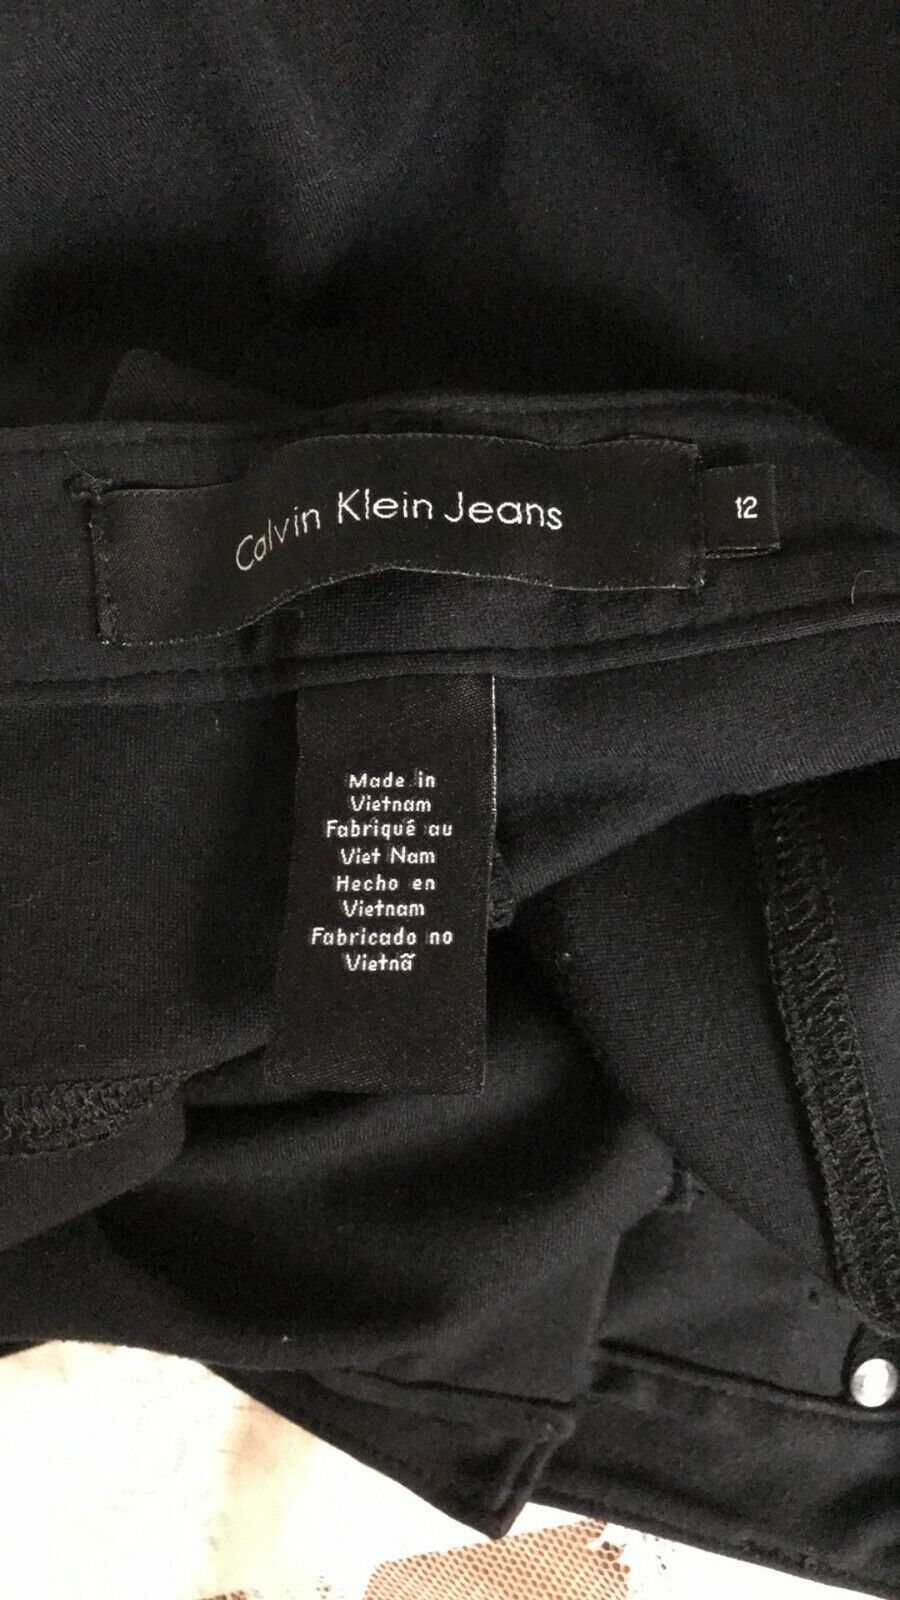 Calvin Klein Jeans
12
Made in
Vietnam
Fabriqué au
Viet Nam
Hecho en
Vietnam
Fabricado no
Vietnã